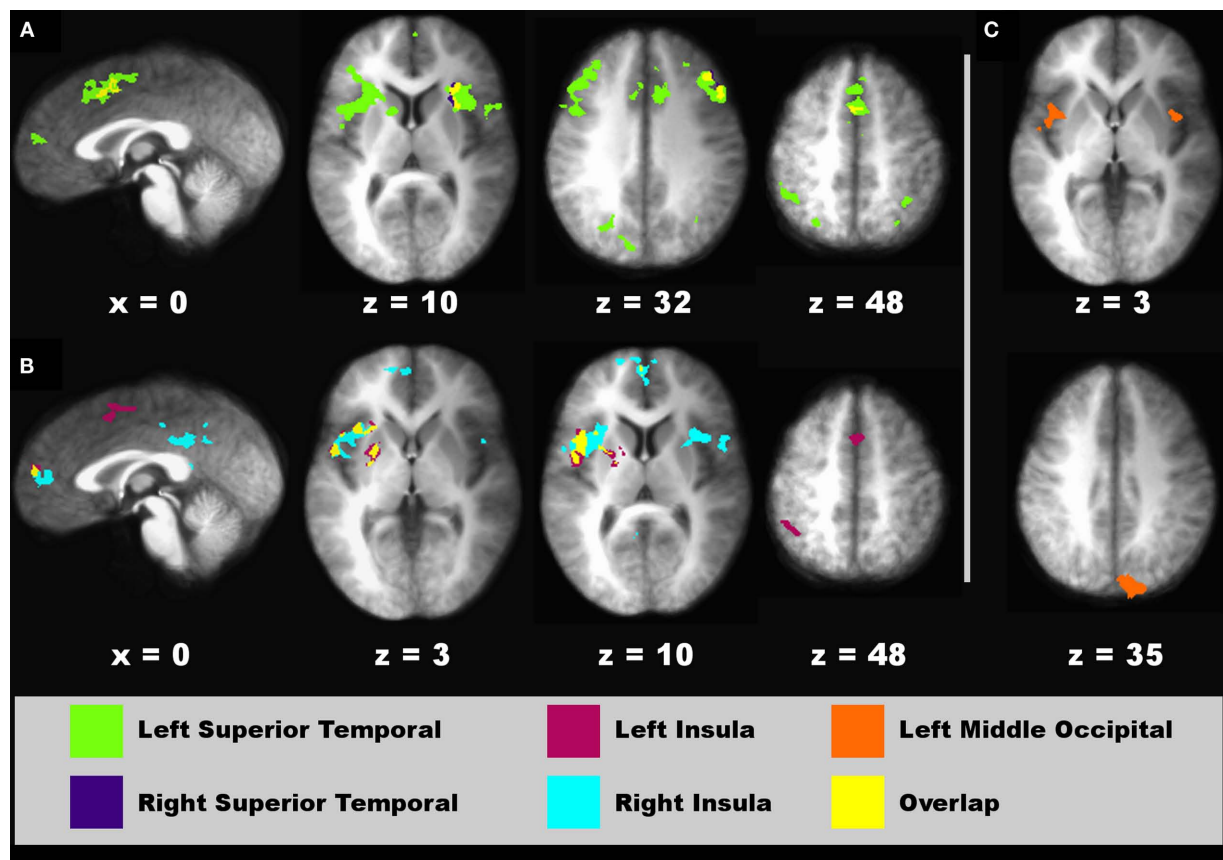 A
C
x = 0
z = 10
z = 32
z = 48
z = 3
B
x = 0
z = 3
z = 10
z = 48
z = 35
Left Superior Temporal
Left Insula
Left Middle Occipital
Right Superior Temporal
Right Insula
Overlap